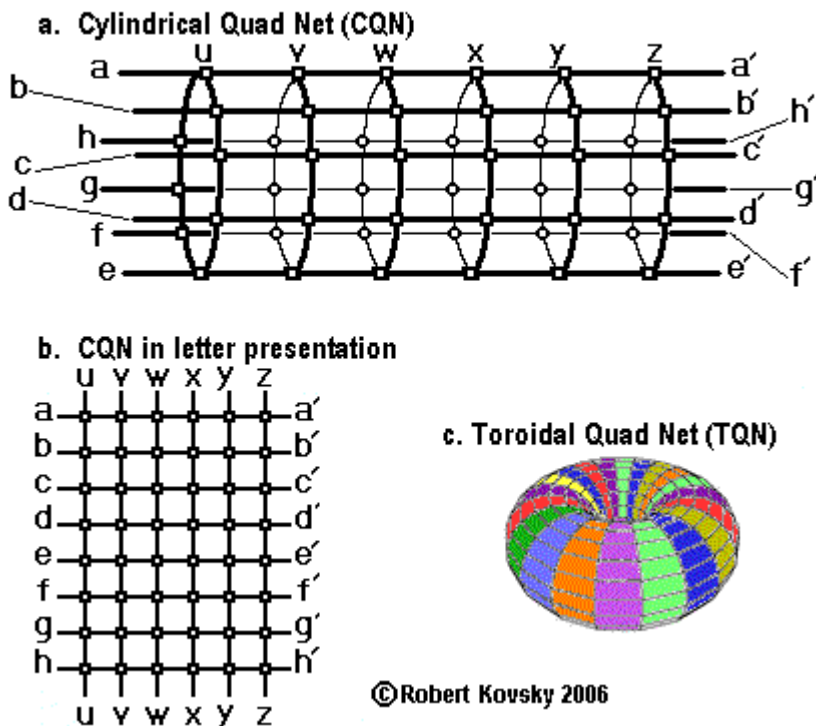 a. Cylindrical Quad Net (CQN)
u v w x y z
a a′
b b′
h h′
c c′
g g′
d d′
f f′
e e′
b. CQN in letter presentation
u v w x y z
a a′
b b′
c c′
d d′
e e′
f f′
g g′
h h′
u v w x y z
c. Toroidal Quad Net (TQN)
©Robert Kovsky 2006